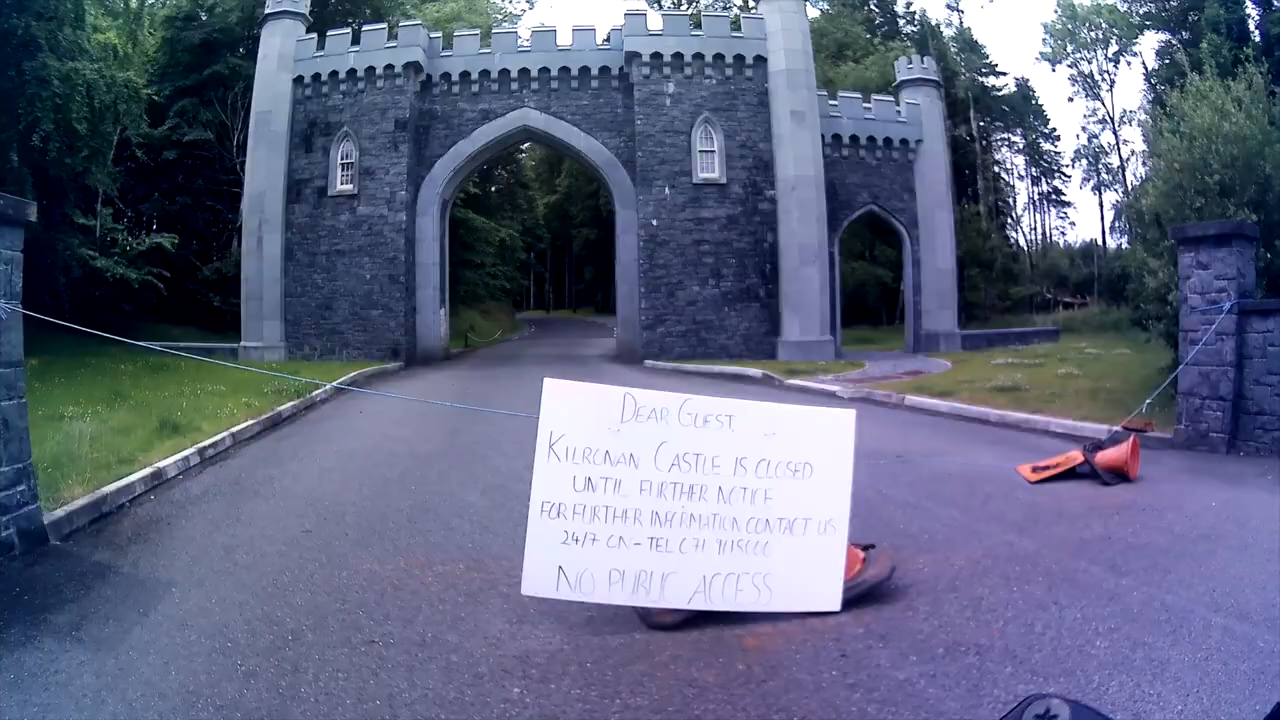 DEAR GUEST,
KILRONAN CASTLE IS CLOSED
UNTIL FURTHER NOTICE
FOR FURTHER INFORMATION CONTACT US
24/7 ON - TEL 071
NO PUBLIC ACCESS